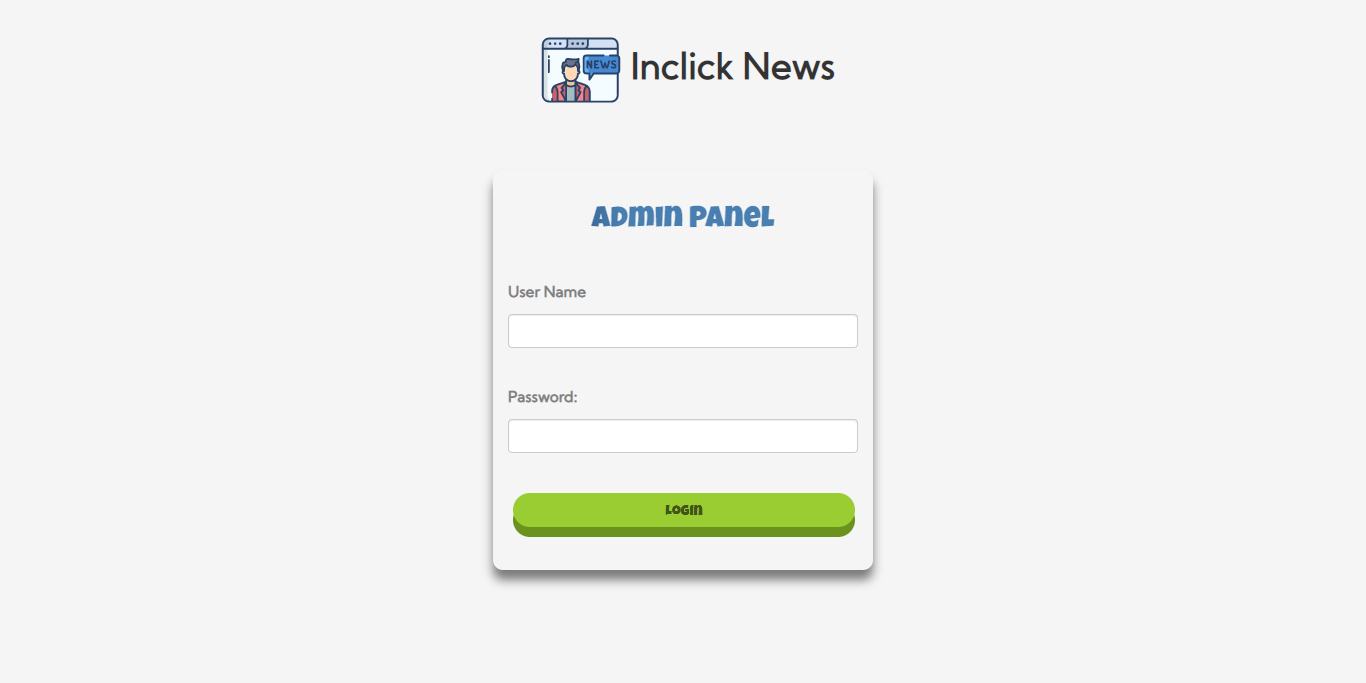 NEWS
Inclick News
Admin Panel
User Name
Password:
Login